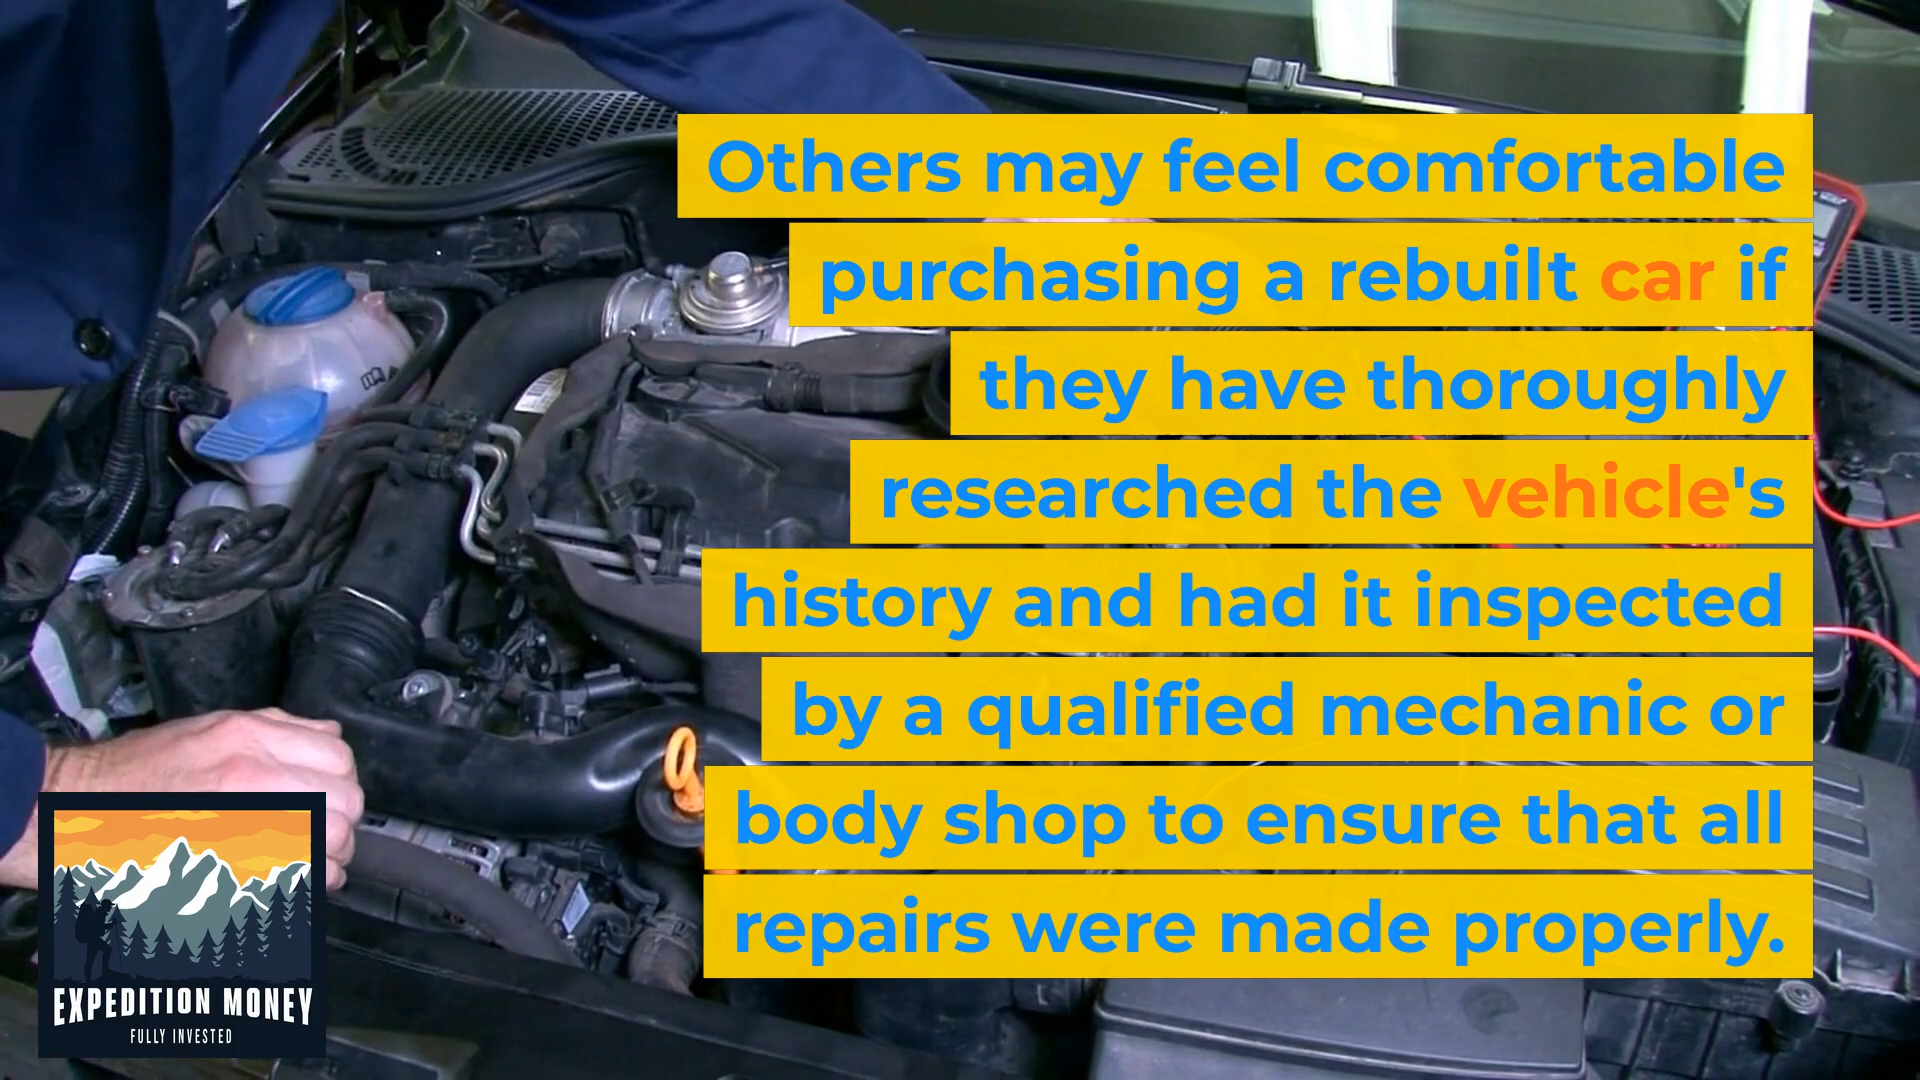 Others may feel comfortable
purchasing a rebuilt car if
they have thoroughly
researched the vehicle's
history and had it inspected
by a qualified mechanic or
body shop to ensure that all
repairs were made properly.
EXPEDITION MONEY
FULLY INVESTED